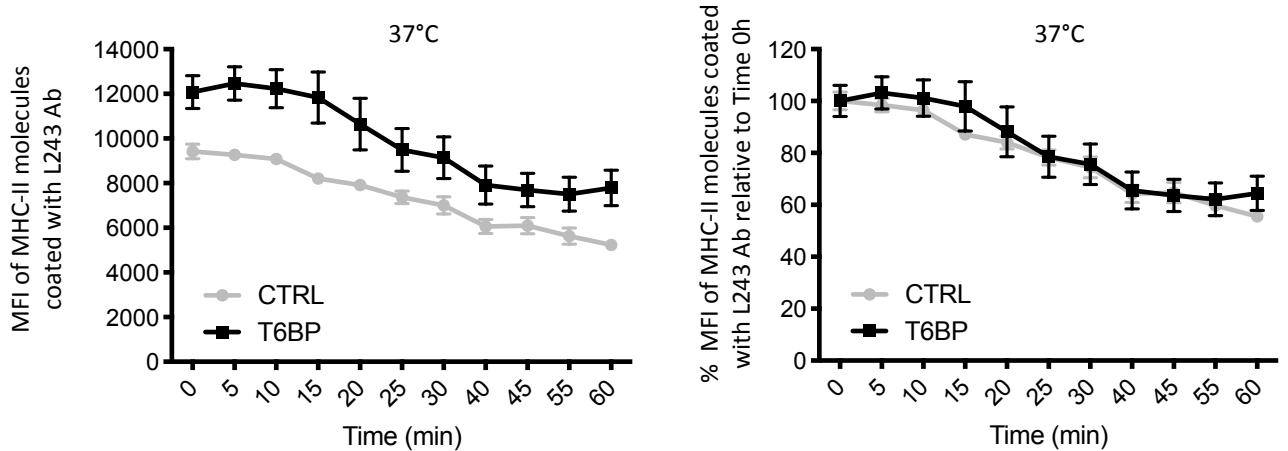 37°C
MFI of MHC-II molecules
coated with L243 Ab
14000
12000
10000
8000
6000
4000
2000
0
CTRL
T6BP
0 5 10 15 20 25 30 40 45 55 60
Time (min)
37°C
% MFI of MHC-II molecules coated
with L243 Ab relative to Time 0h
120
100
80
60
40
20
0
CTRL
T6BP
0 5 10 15 20 25 30 40 45 55 60
Time (min)